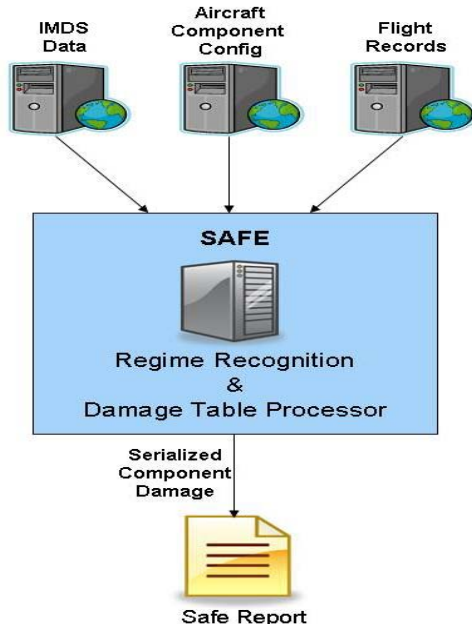 IMDS
Data
Aircraft
Component
Config
Flight
Records
SAFE
Regime Recognition
&
Damage Table Processor
Serialized
Component
Damage
Safe Report